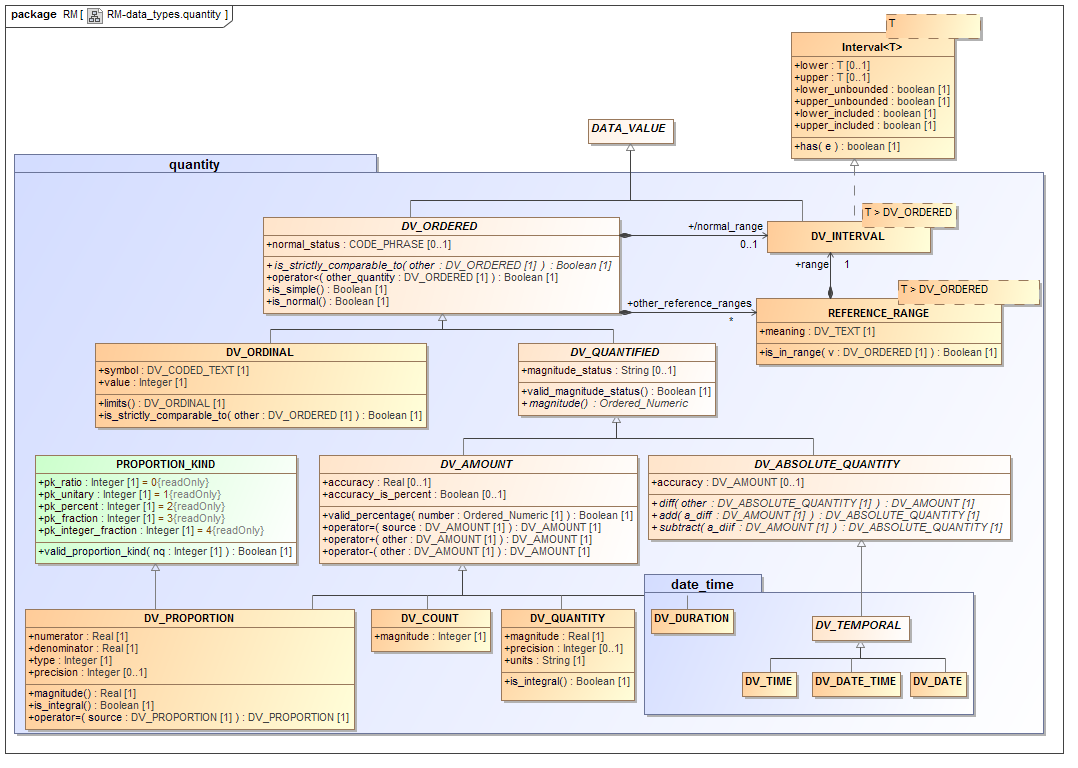 package RM [ RM-data_types.quantity ]
T
Interval<T>
+lower : T [0..1]
+upper : T [0..1]
+lower_unbounded : boolean [1]
+upper_unbounded : boolean [1]
+lower_included : boolean [1]
+upper_included : boolean [1]
+has( e ) : boolean [1]
DATA_VALUE
quantity
DV_ORDERED
+normal_status : CODE_PHRASE [0..1]
+is_strictly_comparable_to( other : DV_ORDERED [1] ) : Boolean [1]
+operator<( other_quantity : DV_ORDERED [1] ) : Boolean [1]
+is_simple() : Boolean [1]
+is_normal() : Boolean [1]
+/normal_range
0..1
T > DV_ORDERED
DV_INTERVAL
+range 1
+other_reference_ranges
*
T > DV_ORDERED
REFERENCE_RANGE
+meaning : DV_TEXT [1]
+is_in_range( v : DV_ORDERED [1] ) : Boolean [1]
DV_ORDINAL
+symbol : DV_CODED_TEXT [1]
+value : Integer [1]
+limits() : DV_ORDINAL [1]
+is_strictly_comparable_to( other : DV_ORDERED [1] ) : Boolean [1]
DV_QUANTIFIED
+magnitude_status : String [0..1]
+valid_magnitude_status() : Boolean [1]
+magnitude() : Ordered_Numeric
PROPORTION_KIND
+pk_ratio : Integer [1] = 0{readOnly}
+pk_unitary : Integer [1] = 1{readOnly}
+pk_percent : Integer [1] = 2{readOnly}
+pk_fraction : Integer [1] = 3{readOnly}
+pk_integer_fraction : Integer [1] = 4{readOnly}
+valid_proportion_kind( nq : Integer [1] ) : Boolean [1]
DV_AMOUNT
+accuracy : Real [0..1]
+accuracy_is_percent : Boolean [0..1]
+valid_percentage( number : Ordered_Numeric [1] ) : Boolean [1]
+operator=( source : DV_AMOUNT [1] ) : DV_AMOUNT [1]
+operator+( other : DV_AMOUNT [1] ) : DV_AMOUNT [1]
+operator-( other : DV_AMOUNT [1] ) : DV_AMOUNT [1]
DV_ABSOLUTE_QUANTITY
+accuracy : DV_AMOUNT [0..1]
+diff( other : DV_ABSOLUTE_QUANTITY [1] ) : DV_AMOUNT [1]
+add( a_diff : DV_AMOUNT [1] ) : DV_ABSOLUTE_QUANTITY [1]
+subtract( a_diff : DV_AMOUNT [1] ) : DV_ABSOLUTE_QUANTITY [1]
DV_PROPORTION
+numerator : Real [1]
+denominator : Real [1]
+type : Integer [1]
+precision : Integer [0..1]
+magnitude() : Real [1]
+is_integral() : Boolean [1]
+operator=( source : DV_PROPORTION [1] ) : DV_PROPORTION [1]
DV_COUNT
+magnitude : Integer [1]
DV_QUANTITY
+magnitude : Real [1]
+precision : Integer [0..1]
+units : String [1]
+is_integral() : Boolean [1]
date_time
DV_DURATION
DV_TEMPORAL
DV_TIME
DV_DATE_TIME
DV_DATE